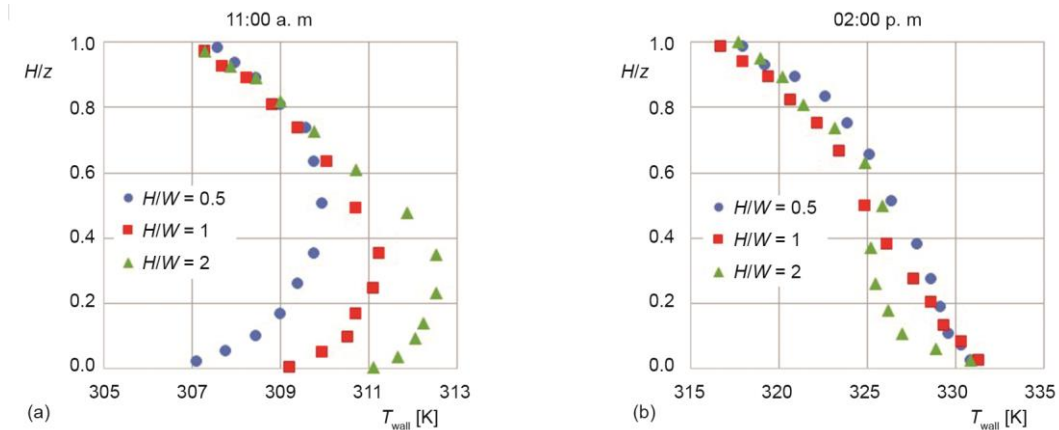 11:00 a. m
H/z
1.0
0.8
0.6
0.4
0.2
0.0
H/W = 0.5
H/W = 1
H/W = 2
305 307 309 311 313
(a)
T_wall [K]
02:00 p. m
H/z
1.0
0.8
0.6
0.4
0.2
0.0
H/W = 0.5
H/W = 1
H/W = 2
315 320 325 330 335
(b)
T_wall [K]